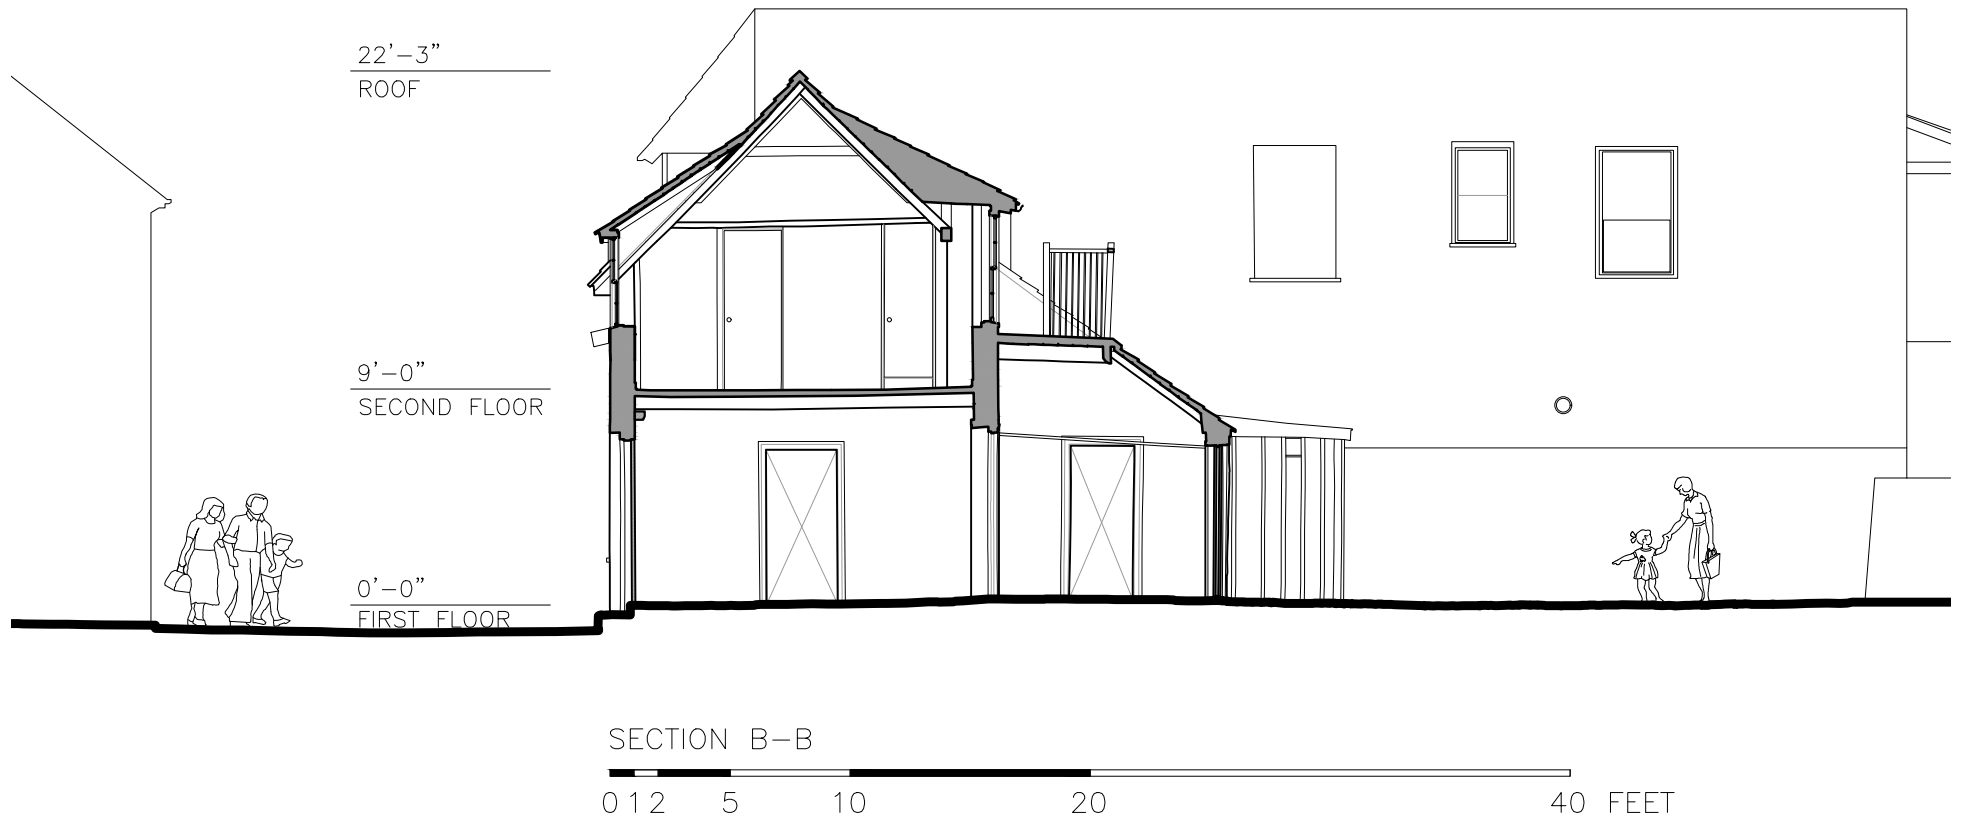 22'-3"
ROOF
9'-0"
SECOND FLOOR
0'-0"
FIRST FLOOR
SECTION B-B
0 1 2 5 10 20 40 FEET